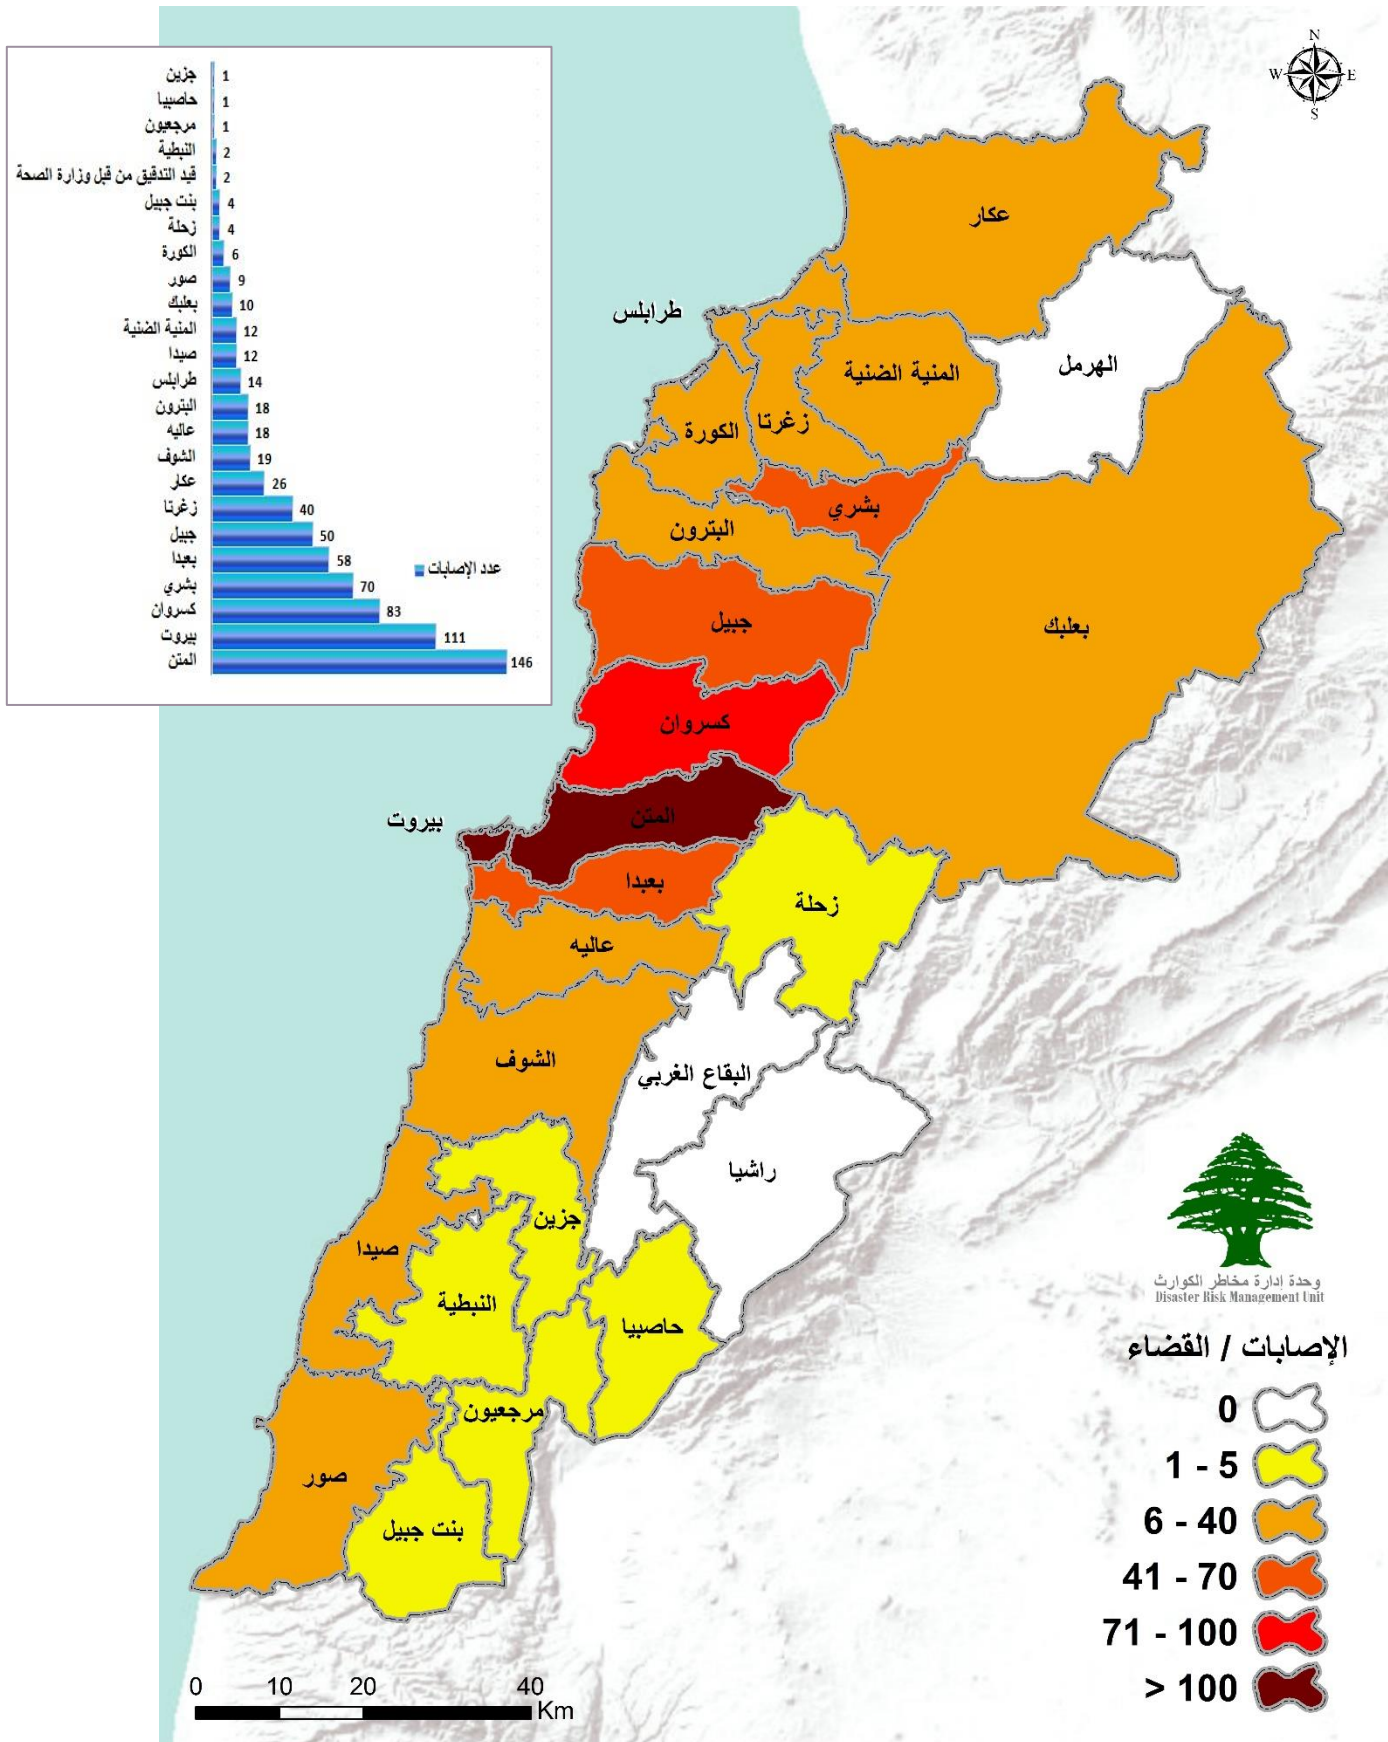 جزين 1
حاصبيا 1
مرجعيون 1
النبطية 2
قيد التدقيق من قبل وزارة الصحة 2
بنت جبيل 4
زحلة 4
الكورة 6
صور 9
بعلبك 10
المنية الضنية 12
صيدا 12
طرابلس 14
البترون 18
عاليه 18
الشوف 19
عكار 26
زغرتا 40
جبيل 50
بعبدا 58
بشري 70
كسروان 83
بيروت 111
المتن 146
عدد الإصابات
N
W E
S
عكار
طرابلس
الهرمل
المنية الضنية
زغرتا
الكورة
بشري
البترون
جبيل
بعلبك
كسروان
المتن
بيروت
بعبدا
زحلة
عاليه
الشوف
البقاع الغربي
راشيا
جزين
صيدا
النبطية
حاصبيا
مرجعيون
صور
بنت جبيل
وحدة إدارة مخاطر الكوارث
Disaster Risk Management Unit
الإصابات / القضاء
0
1 - 5
6 - 40
41 - 70
71 - 100
> 100
0 10 20 40
Km